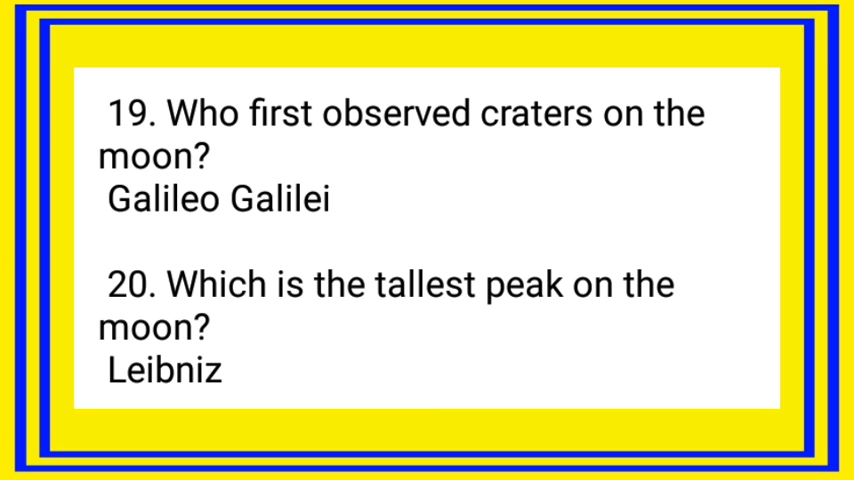 19. Who first observed craters on the
moon?
Galileo Galilei
20. Which is the tallest peak on the
moon?
Leibniz